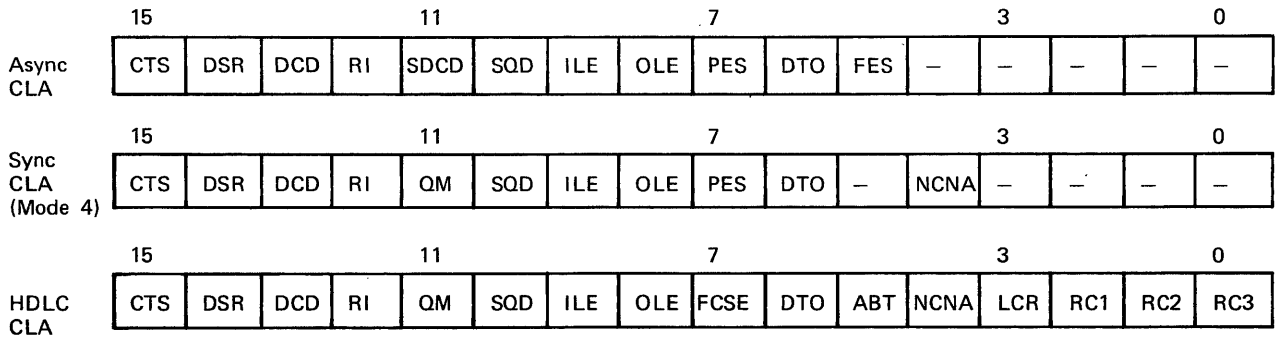 15 11 7 3 0
Async CTS DSR DCD RI SDCD SQD ILE OLE PES DTO FES – – – – –
CLA
15 11 7 3 0
Sync
CLA CTS DSR DCD RI QM SQD ILE OLE PES DTO – NCNA – – – –
(Mode 4)
15 11 7 3 0
HDLC CTS DSR DCD RI QM SQD ILE OLE FCSE DTO ABT NCNA LCR RC1 RC2 RC3
CLA